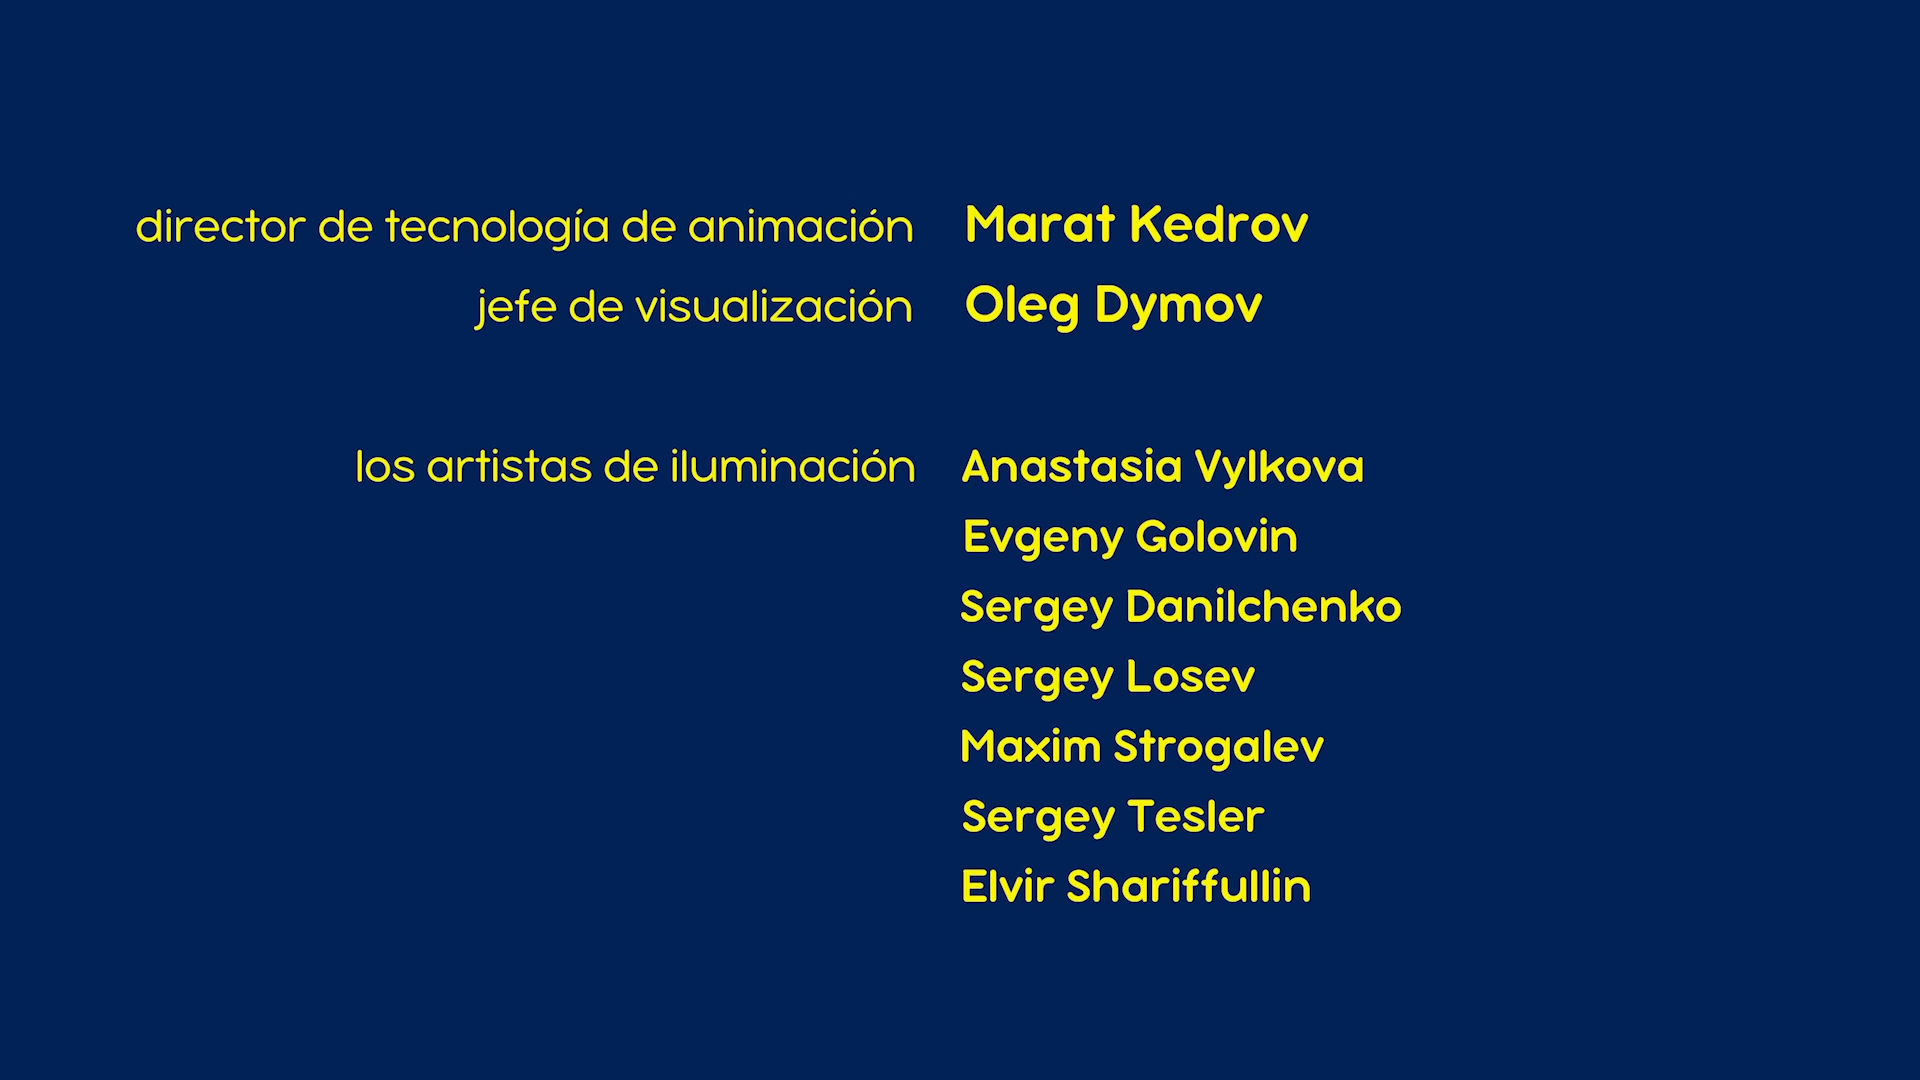 director de tecnología de animación Marat Kedrov
jefe de visualización Oleg Dymov
los artistas de iluminación Anastasia Vylkova
Evgeny Golovin
Sergey Danilchenko
Sergey Losev
Maxim Strogalev
Sergey Tesler
Elvir Shariffullin